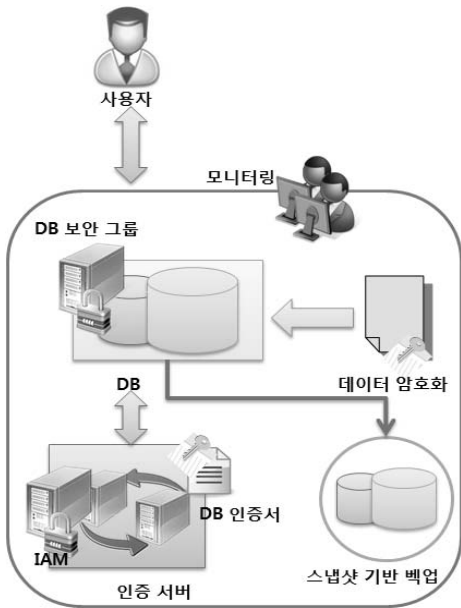 사용자
모니터링
DB 보안 그룹
데이터 암호화
DB
DB 인증서
IAM
스냅샷 기반 벡업
인증 서버